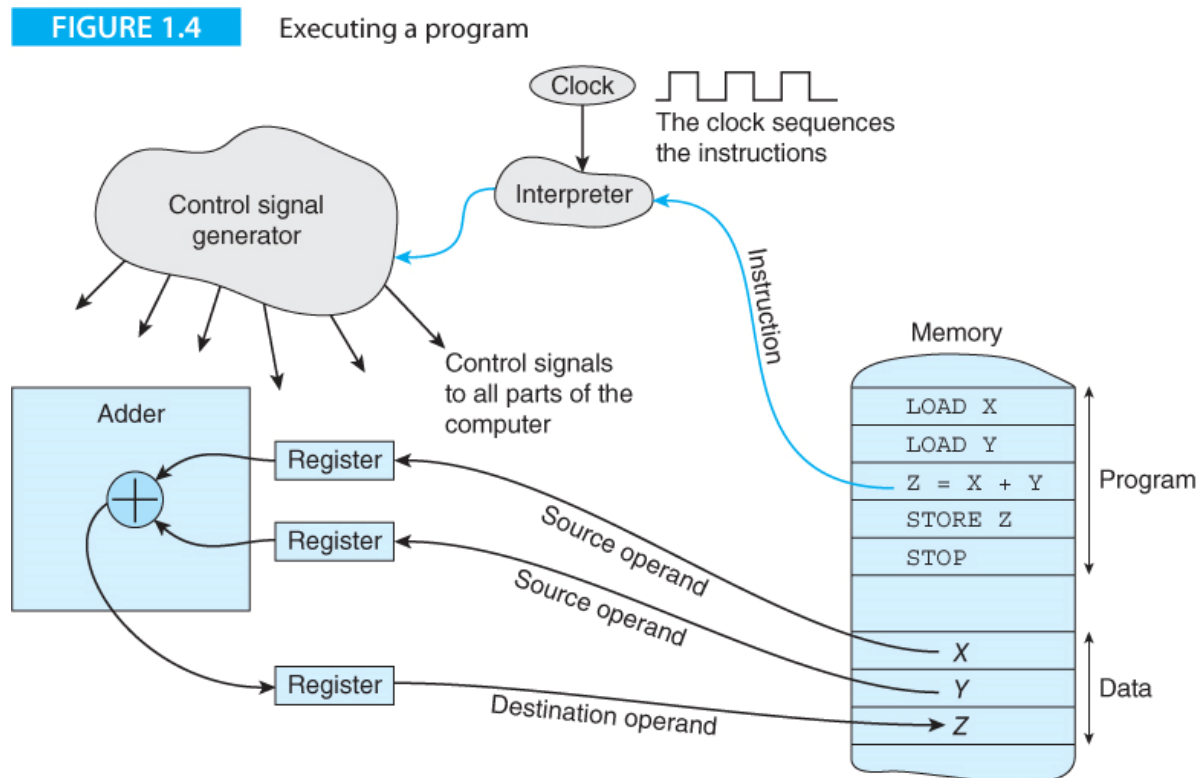 FIGURE 1.4 Executing a program
Clock
The clock sequences
the instructions
Interpreter
Control signal
generator
Instruction
Control signals
to all parts of the
computer
Memory
LOAD X
LOAD Y
Z = X + Y
STORE Z
STOP
Program
Adder
Register
Register
Register
Source operand
Source operand
Destination operand
X
Y
Z
Data